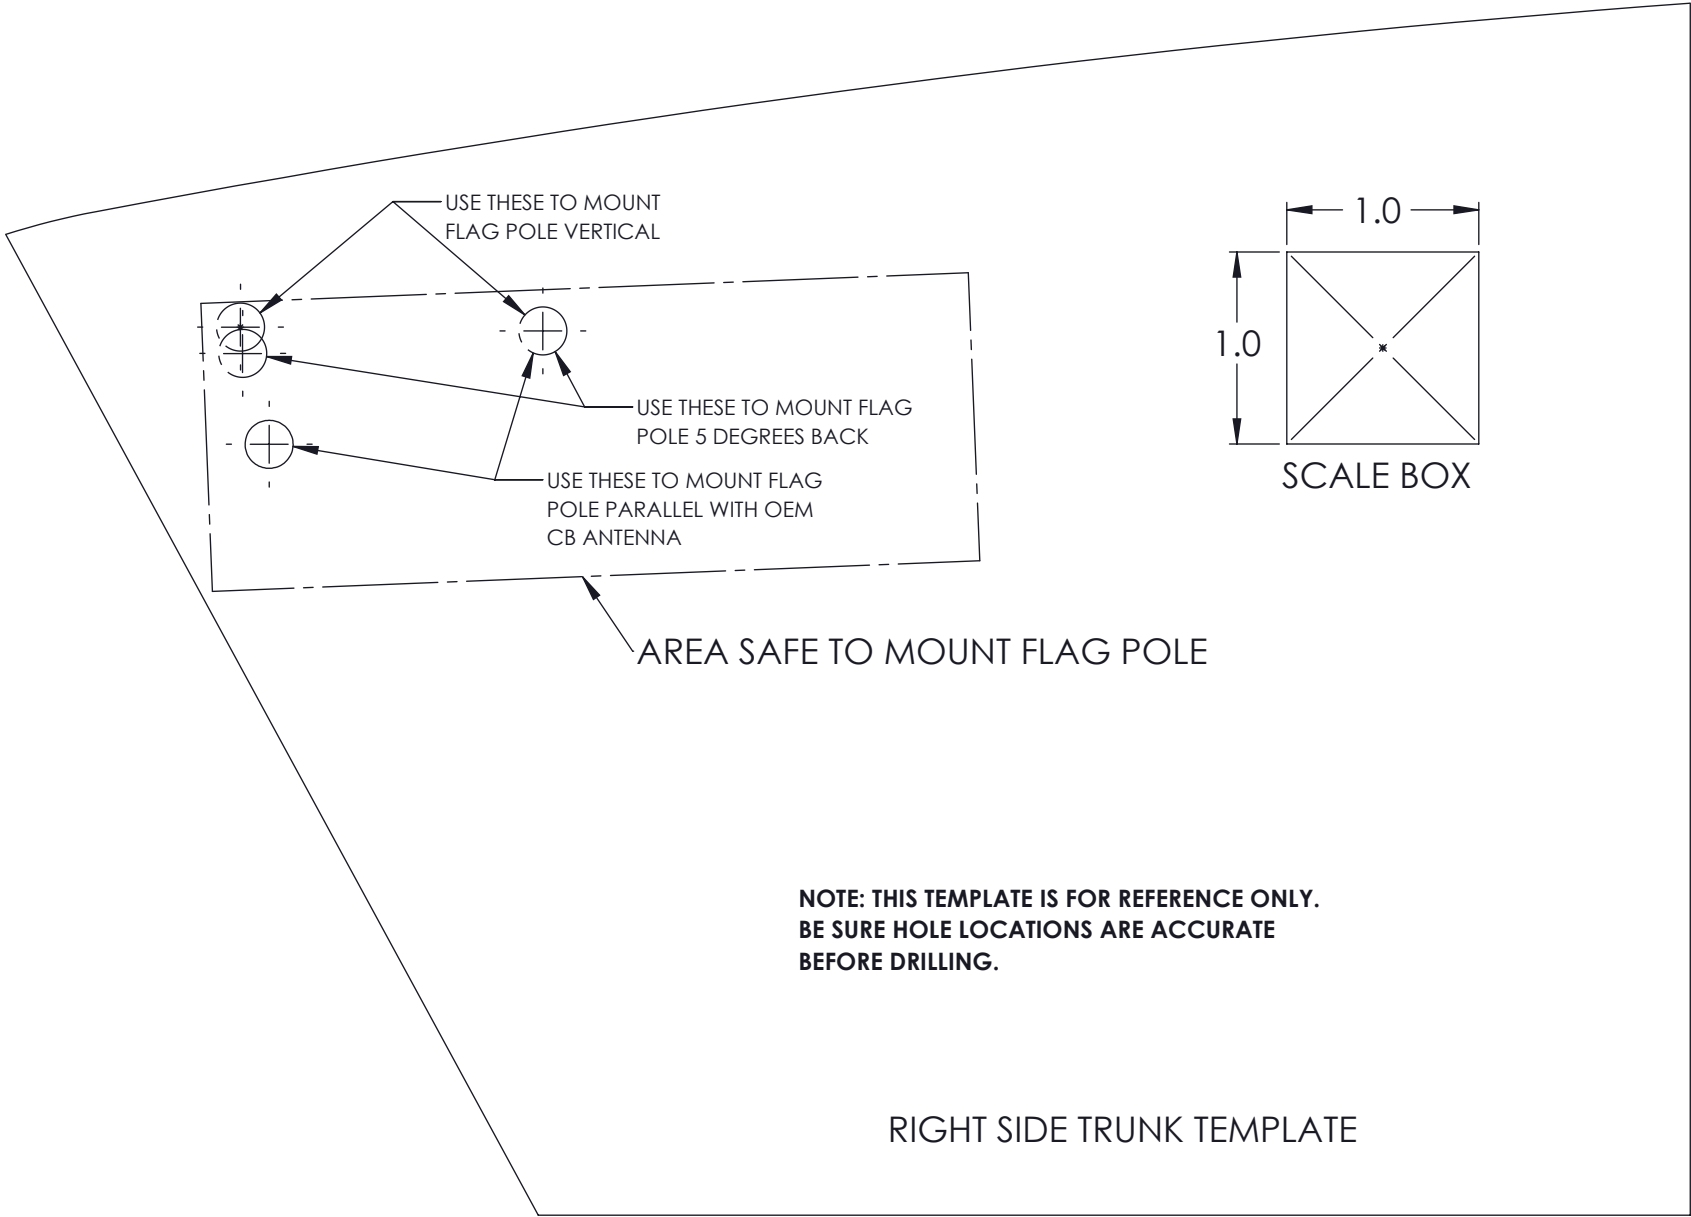 USE THESE TO MOUNT
FLAG POLE VERTICAL
1.0
1.0
USE THESE TO MOUNT FLAG
POLE 5 DEGREES BACK
SCALE BOX
USE THESE TO MOUNT FLAG
POLE PARALLEL WITH OEM
CB ANTENNA
AREA SAFE TO MOUNT FLAG POLE
NOTE: THIS TEMPLATE IS FOR REFERENCE ONLY.
BE SURE HOLE LOCATIONS ARE ACCURATE
BEFORE DRILLING.
RIGHT SIDE TRUNK TEMPLATE